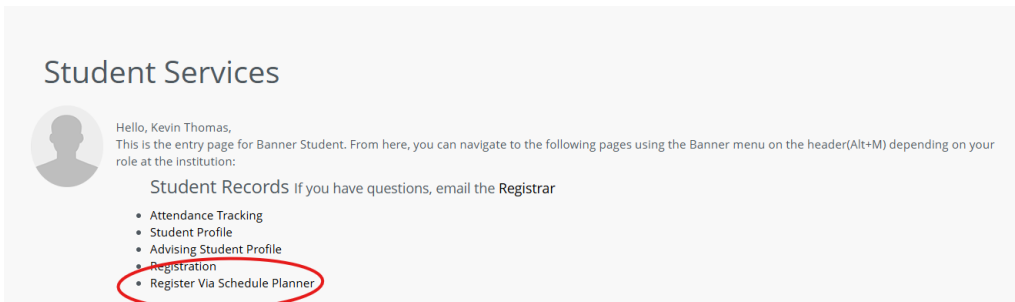 Student Services
Hello, Kevin Thomas,
This is the entry page for Banner Student. From here, you can navigate to the following pages using the Banner menu on the header(Alt+M) depending on your
role at the institution:
Student Records If you have questions, email the Registrar
• Attendance Tracking
• Student Profile
• Advising Student Profile
• Registration
• Register Via Schedule Planner